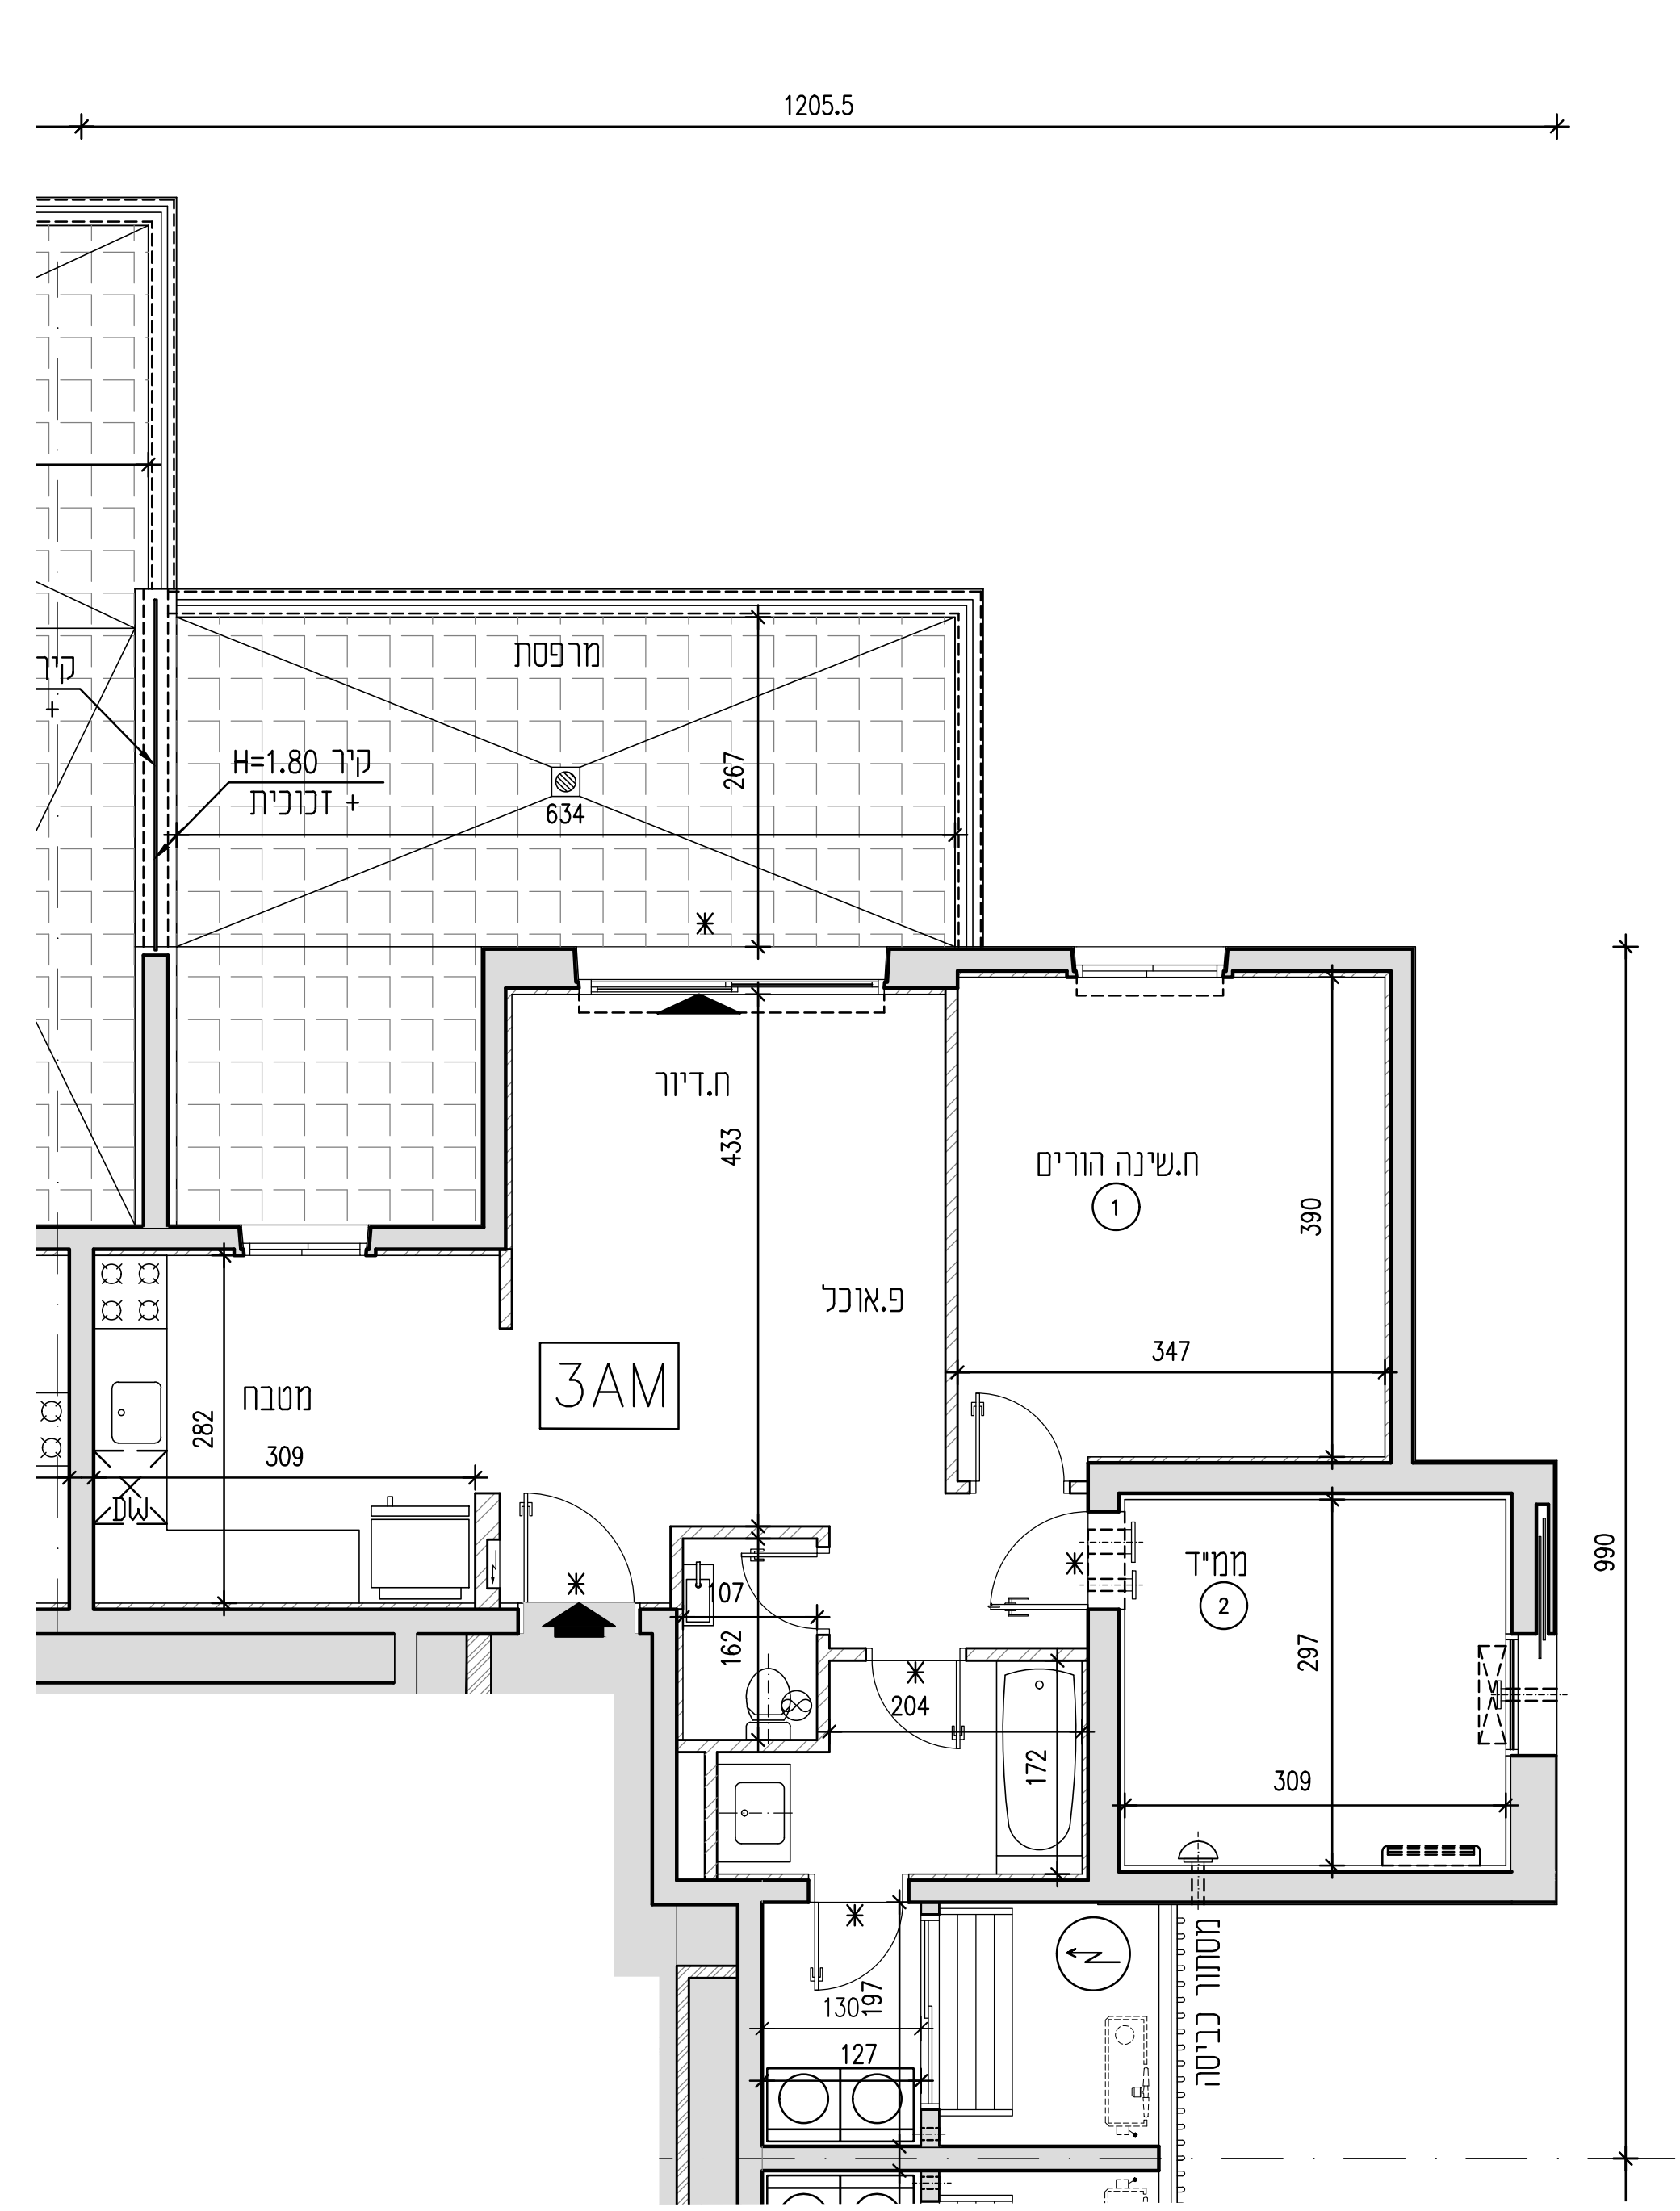 1205.5
מרפסת
קיר
+
קיר H=1.80
+ זכוכית
267
634
ח.דיור
433
ח.שינה הורים
1
390
פ.אוכל
347
3AM
מטבח
282
309
DW
990
ממ"ד
2
107
162
297
204
172
309
מסתור כביסה
130
197
127